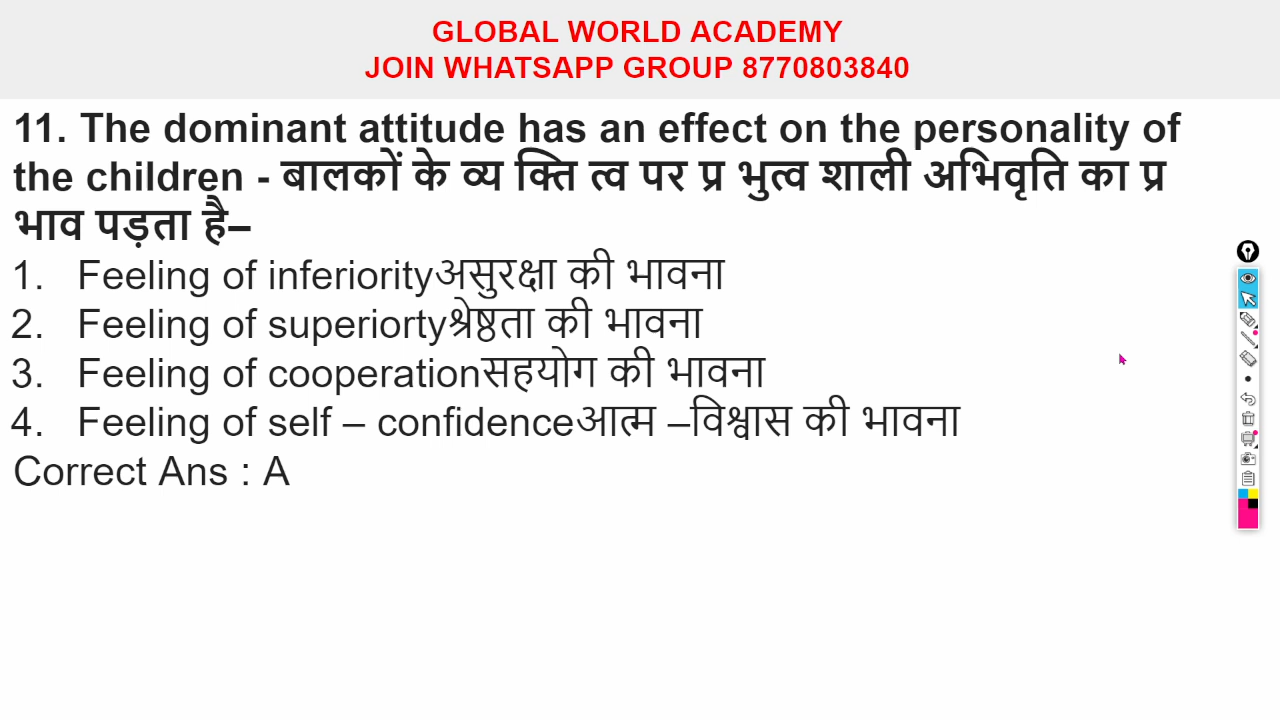 GLOBAL WORLD ACADEMY
JOIN WHATSAPP GROUP 8770803840
11. The dominant attitude has an effect on the personality of
the children - बालकों के व्य क्ति त्व पर प्र भुत्व शाली अभिवृति का प्र
भाव पड़ता है–
1. Feeling of inferiorityअसुरक्षा की भावना
2. Feeling of superiortyश्रेष्ठता की भावना
3. Feeling of cooperationसहयोग की भावना
4. Feeling of self – confidenceआत्म –विश्वास की भावना
Correct Ans : A